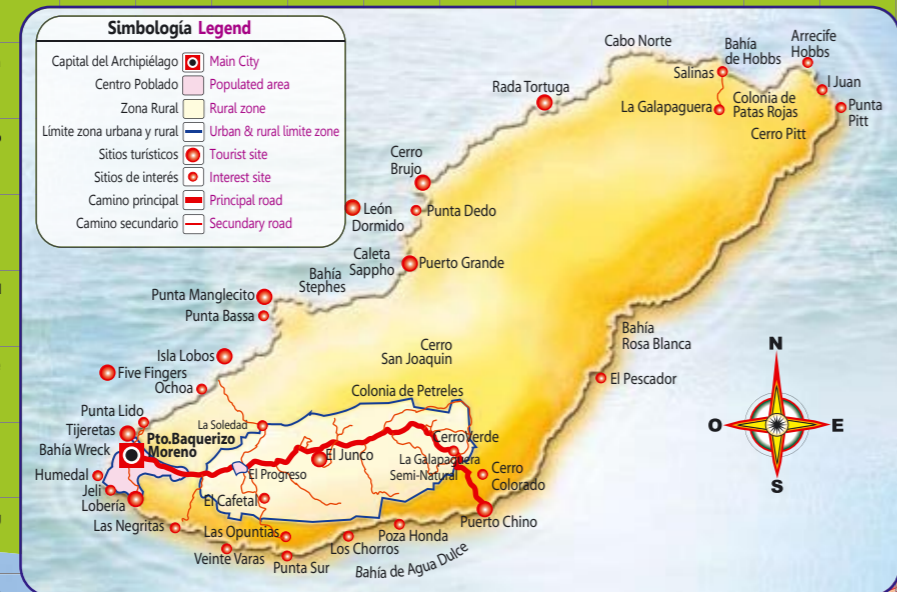 Simbología Legend
Capital del Archipiélago Main City
Centro Poblado Populated area
Zona Rural Rural zone
Límite zona urbana y rural Urban & rural limite zone
Sitios turísticos Tourist site
Sitios de interés Interest site
Camino principal Principal road
Camino secundario Secundary road
Cabo Norte
Bahía
de Hobbs
Arrecife
Hobbs
Salinas
I Juan
Rada Tortuga
La Galapaguera
Colonia de
Patas Rojas
Punta
Pitt
Cerro Pitt
Cerro
Brujo
León
Dormido
Punta Dedo
Caleta
Sappho
Puerto Grande
Bahía
Stephes
Punta Manglecito
Punta Bassa
Bahía
Rosa Blanca
Cerro
San Joaquin
Isla Lobos
Five Fingers
Ochoa
El Pescador
Colonia de Petreles
N
O
E
S
Punta Lido
Tijeretas
La Soledad
Bahía Wreck
Pto.Baquerizo
Moreno
CerroVerde
El Junco
La Galapaguera
Semi-Natural
Humedal
El Progreso
Cerro
Colorado
Jeli
Lobería
El Cafetal
Las Negritas
Las Opuntias
Puerto Chino
Poza Honda
Los Chorros
Veinte Varas
Punta Sur
Bahía de Agua Dulce